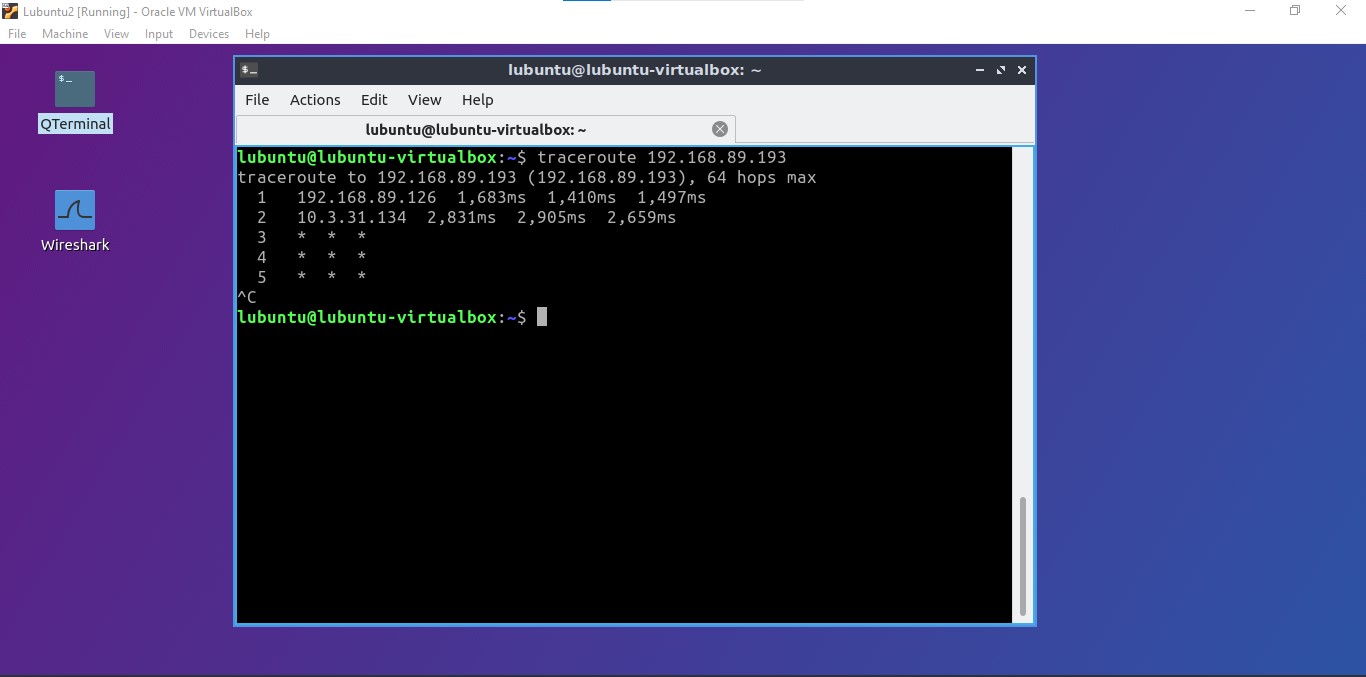 Lubuntu2 [Running] - Oracle VM VirtualBox
File Machine View Input Devices Help
$_
QTerminal
Wireshark
$_ lubuntu@lubuntu-virtualbox: ~
File Actions Edit View Help
lubuntu@lubuntu-virtualbox: ~
lubuntu@lubuntu-virtualbox:~$ traceroute 192.168.89.193
traceroute to 192.168.89.193 (192.168.89.193), 64 hops max
1 192.168.89.126 1,683ms 1,410ms 1,497ms
2 10.3.31.134 2,831ms 2,905ms 2,659ms
3 * * *
4 * * *
5 * * *
^C
lubuntu@lubuntu-virtualbox:~$